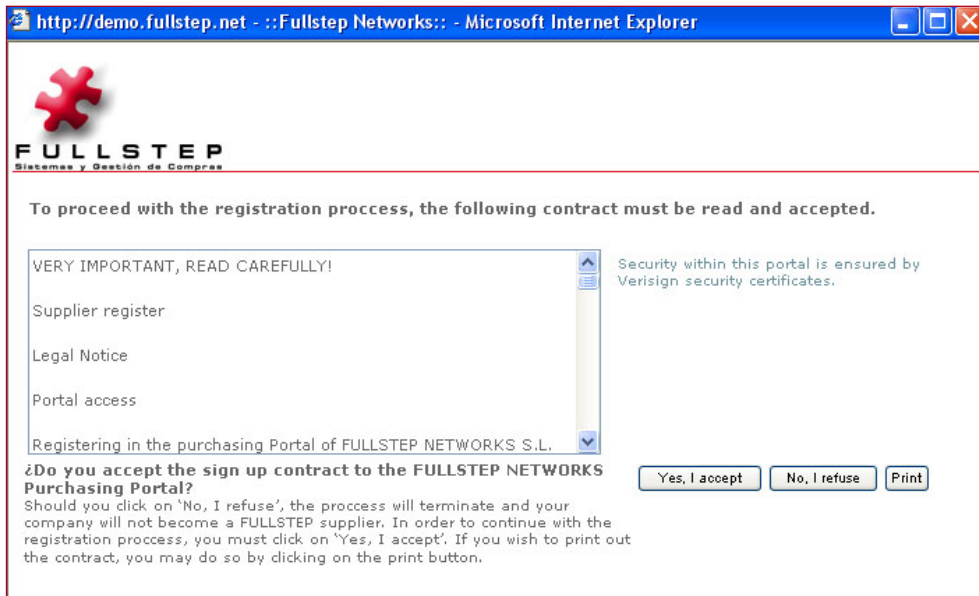 http://demo.fullstep.net - ::Fullstep Networks:: - Microsoft Internet Explorer
FULLSTEP
Sistemas y Gestión de Compras
To proceed with the registration proccess, the following contract must be read and accepted.
VERY IMPORTANT, READ CAREFULLY!
Supplier register
Legal Notice
Portal access
Registering in the purchasing Portal of FULLSTEP NETWORKS S.L.
Security within this portal is ensured by
Verisign security certificates.
¿Do you accept the sign up contract to the FULLSTEP NETWORKS
Purchasing Portal?
Should you click on 'No, I refuse', the proccess will terminate and your
company will not become a FULLSTEP supplier. In order to continue with the
registration proccess, you must click on 'Yes, I accept'. If you wish to print out
the contract, you may do so by clicking on the print button.
Yes, I accept
No, I refuse
Print